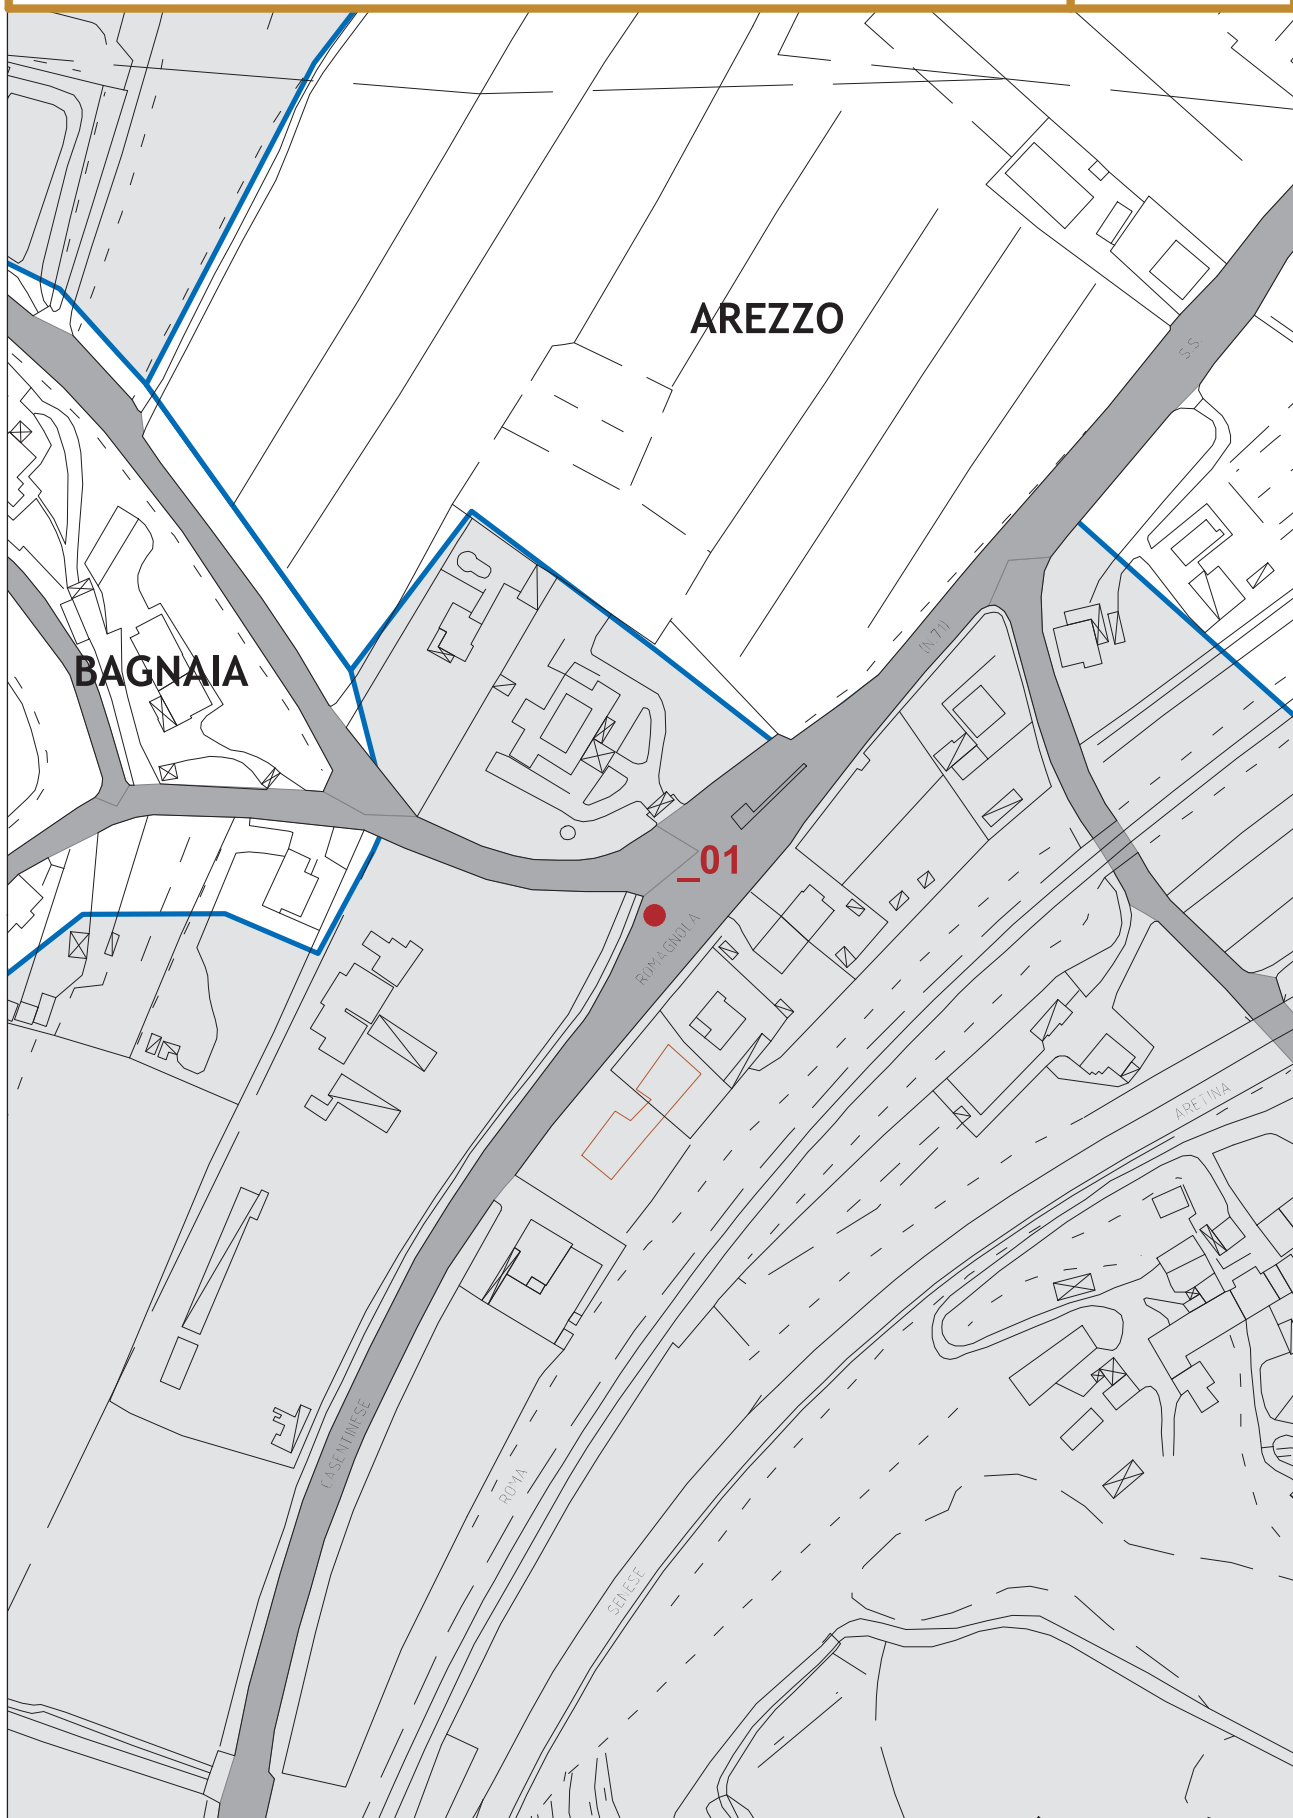 AREZZO
S.S.
(N.71)
BAGNAIA
_01
ROMAGNOLA
ARETINA
CASENTINESE
ROMA
SENESE